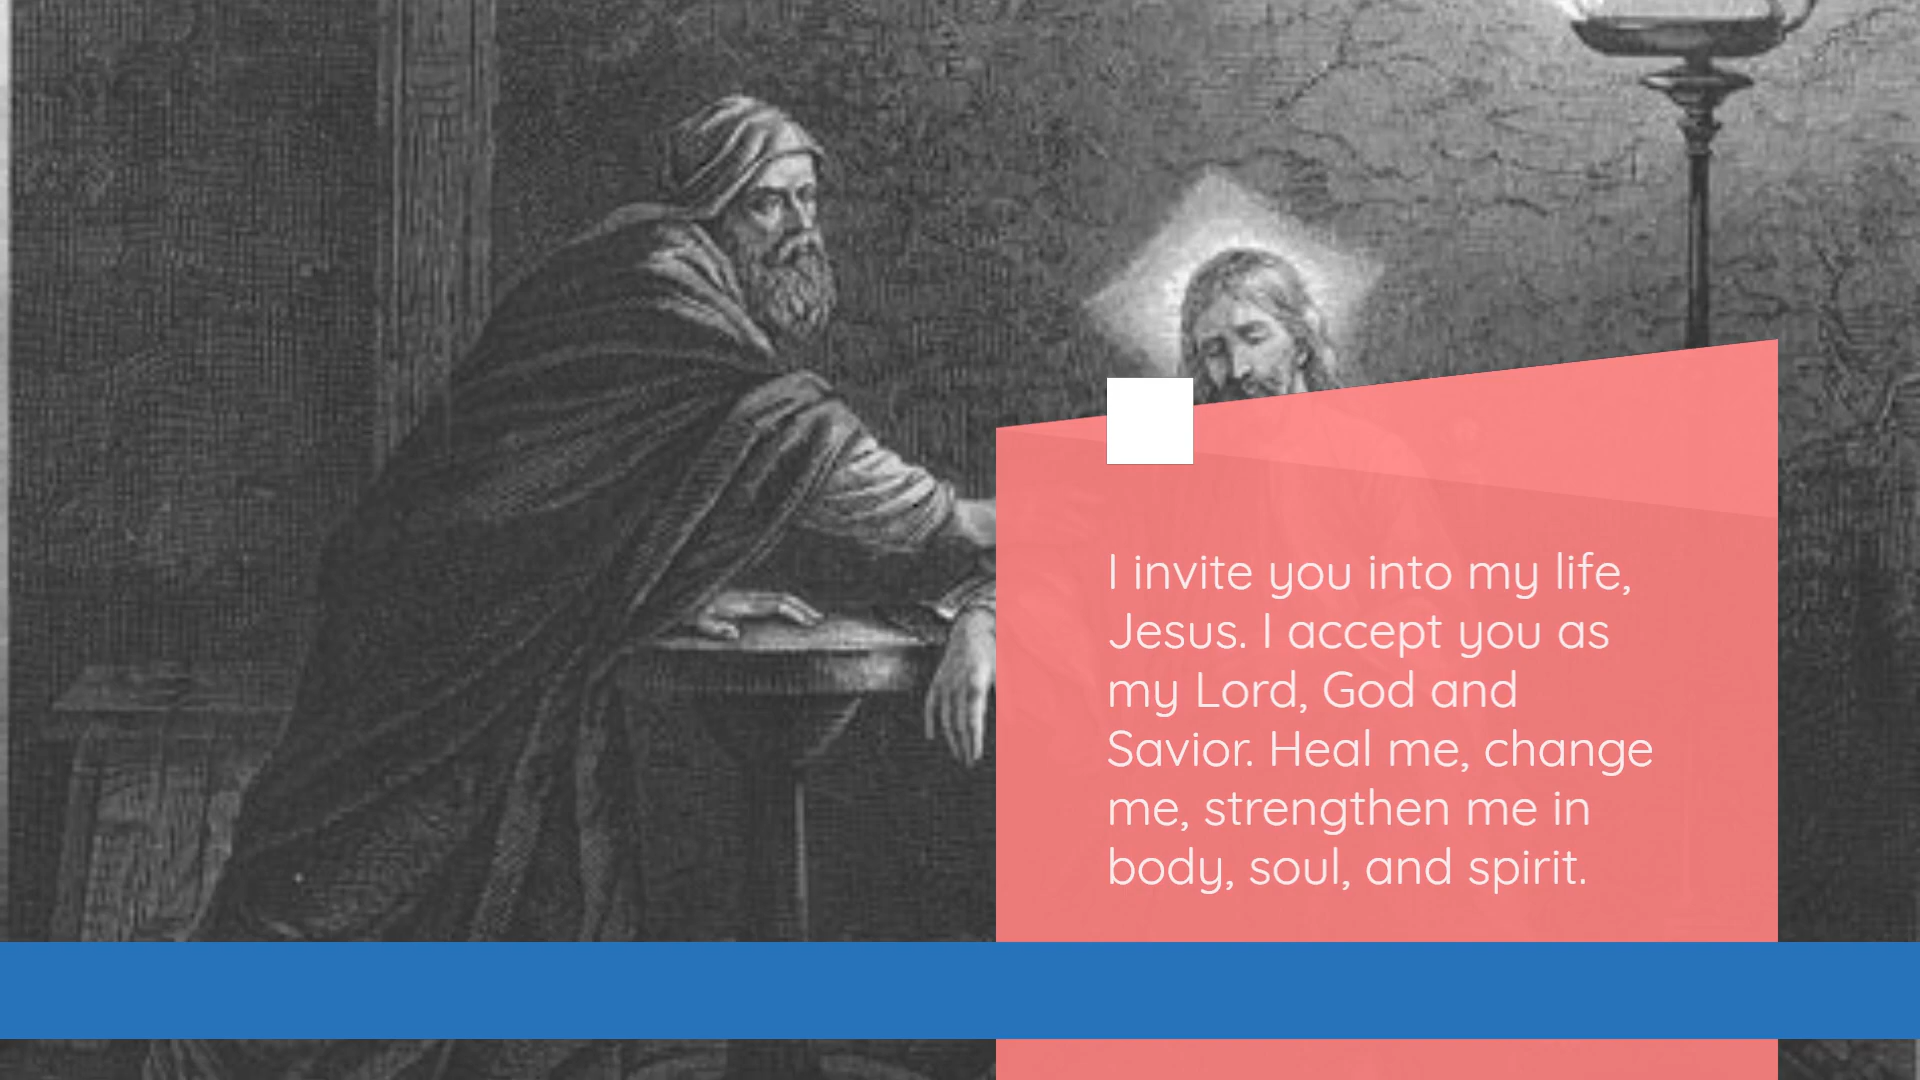 I invite you into my life,
Jesus. I accept you as
my Lord, God and
Savior. Heal me, change
me, strengthen me in
body, soul, and spirit.